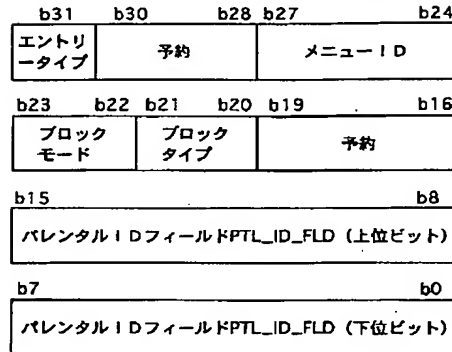 b31 b30 b28 b27 b24
エントリ
ータイプ
予約
メニューID
b23 b22 b21 b20 b19 b16
ブロック
モード
ブロック
タイプ
予約
b15 b8
パレンタルIDフィールドPTL_ID_FLD (上位ビット)
b7 b0
パレンタルIDフィールドPTL_ID_FLD (下位ビット)